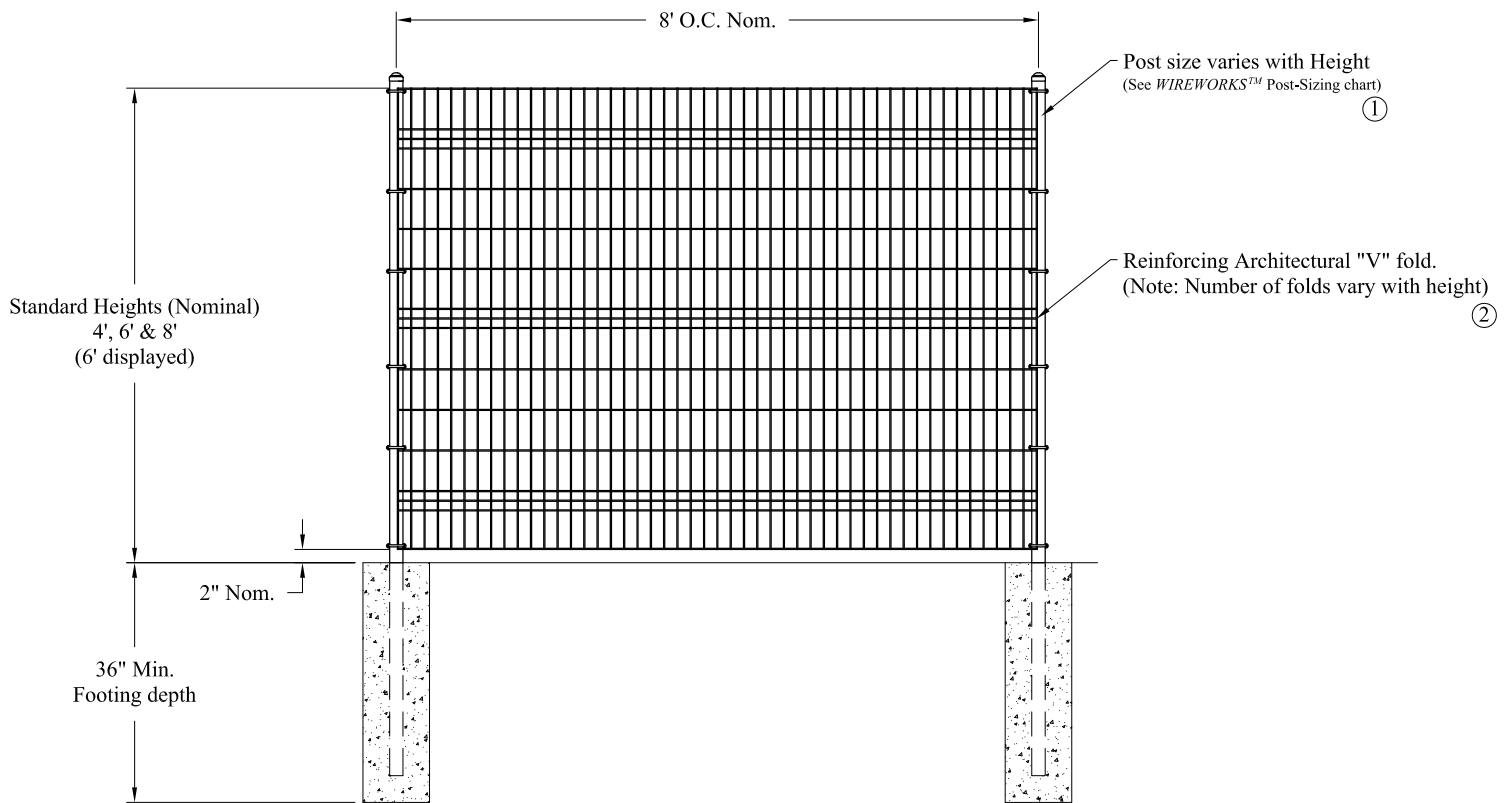 8' O.C. Nom.
Post size varies with Height
(See WIREWORKS™ Post-Sizing chart)
1
Reinforcing Architectural "V" fold.
(Note: Number of folds vary with height)
2
Standard Heights (Nominal)
4', 6' & 8'
(6' displayed)
2" Nom.
36" Min.
Footing depth